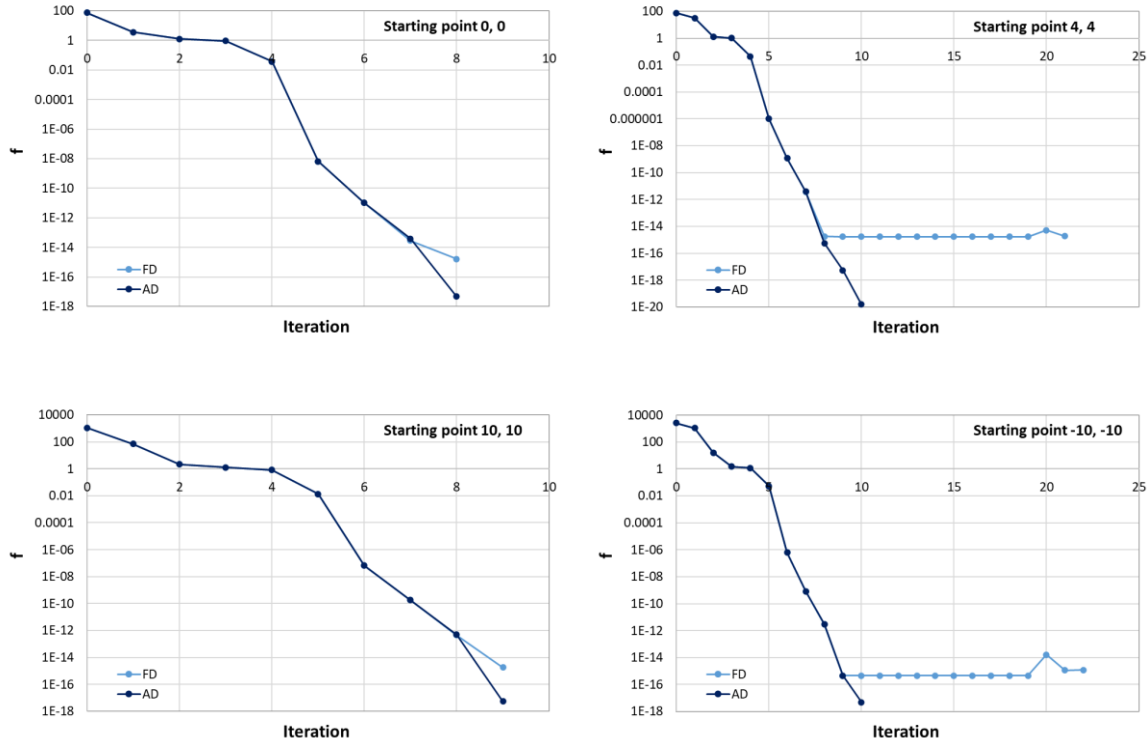 Starting point 0, 0
100
1
0.01
0.0001
1E-06
1E-08
1E-10
1E-12
1E-14
1E-16
1E-18
0 2 4 6 8 10
f
FD
AD
Iteration
Starting point 4, 4
100
1
0.01
0.0001
0.000001
1E-08
1E-10
1E-12
1E-14
1E-16
1E-18
1E-20
0 5 10 15 20 25
f
FD
AD
Iteration
Starting point 10, 10
10000
100
1
0.01
0.0001
1E-06
1E-08
1E-10
1E-12
1E-14
1E-16
1E-18
0 2 4 6 8 10
f
FD
AD
Iteration
Starting point -10, -10
10000
100
1
0.01
0.0001
1E-06
1E-08
1E-10
1E-12
1E-14
1E-16
1E-18
0 5 10 15 20 25
f
FD
AD
Iteration